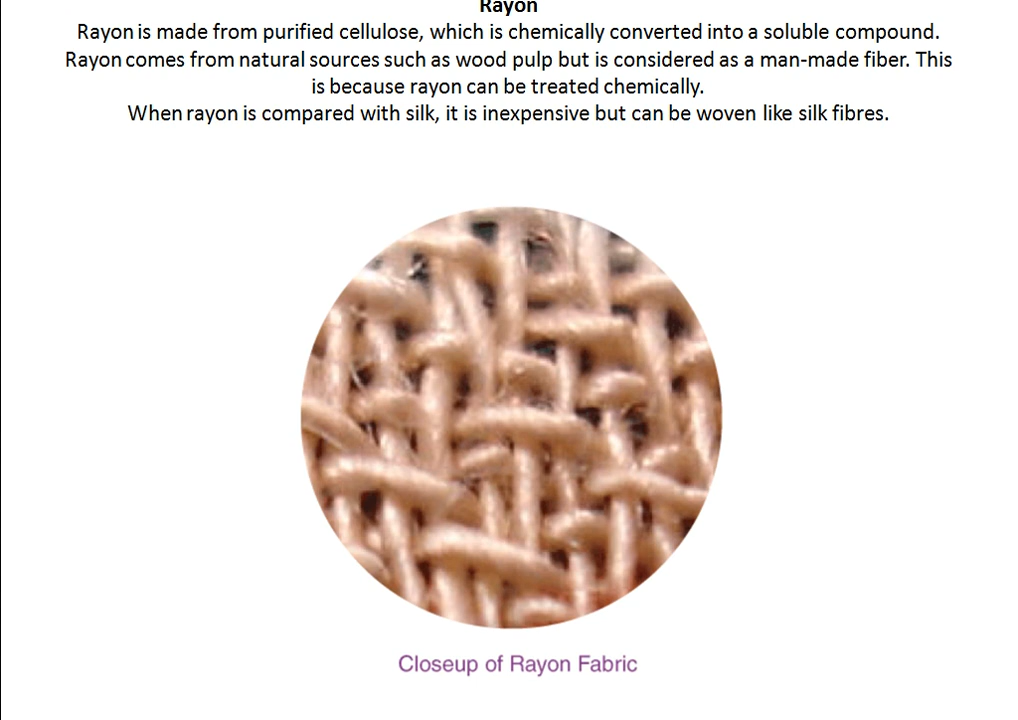 Rayon
Rayon is made from purified cellulose, which is chemically converted into a soluble compound.
Rayon comes from natural sources such as wood pulp but is considered as a man-made fiber. This
is because rayon can be treated chemically.
When rayon is compared with silk, it is inexpensive but can be woven like silk fibres.
Closeup of Rayon Fabric